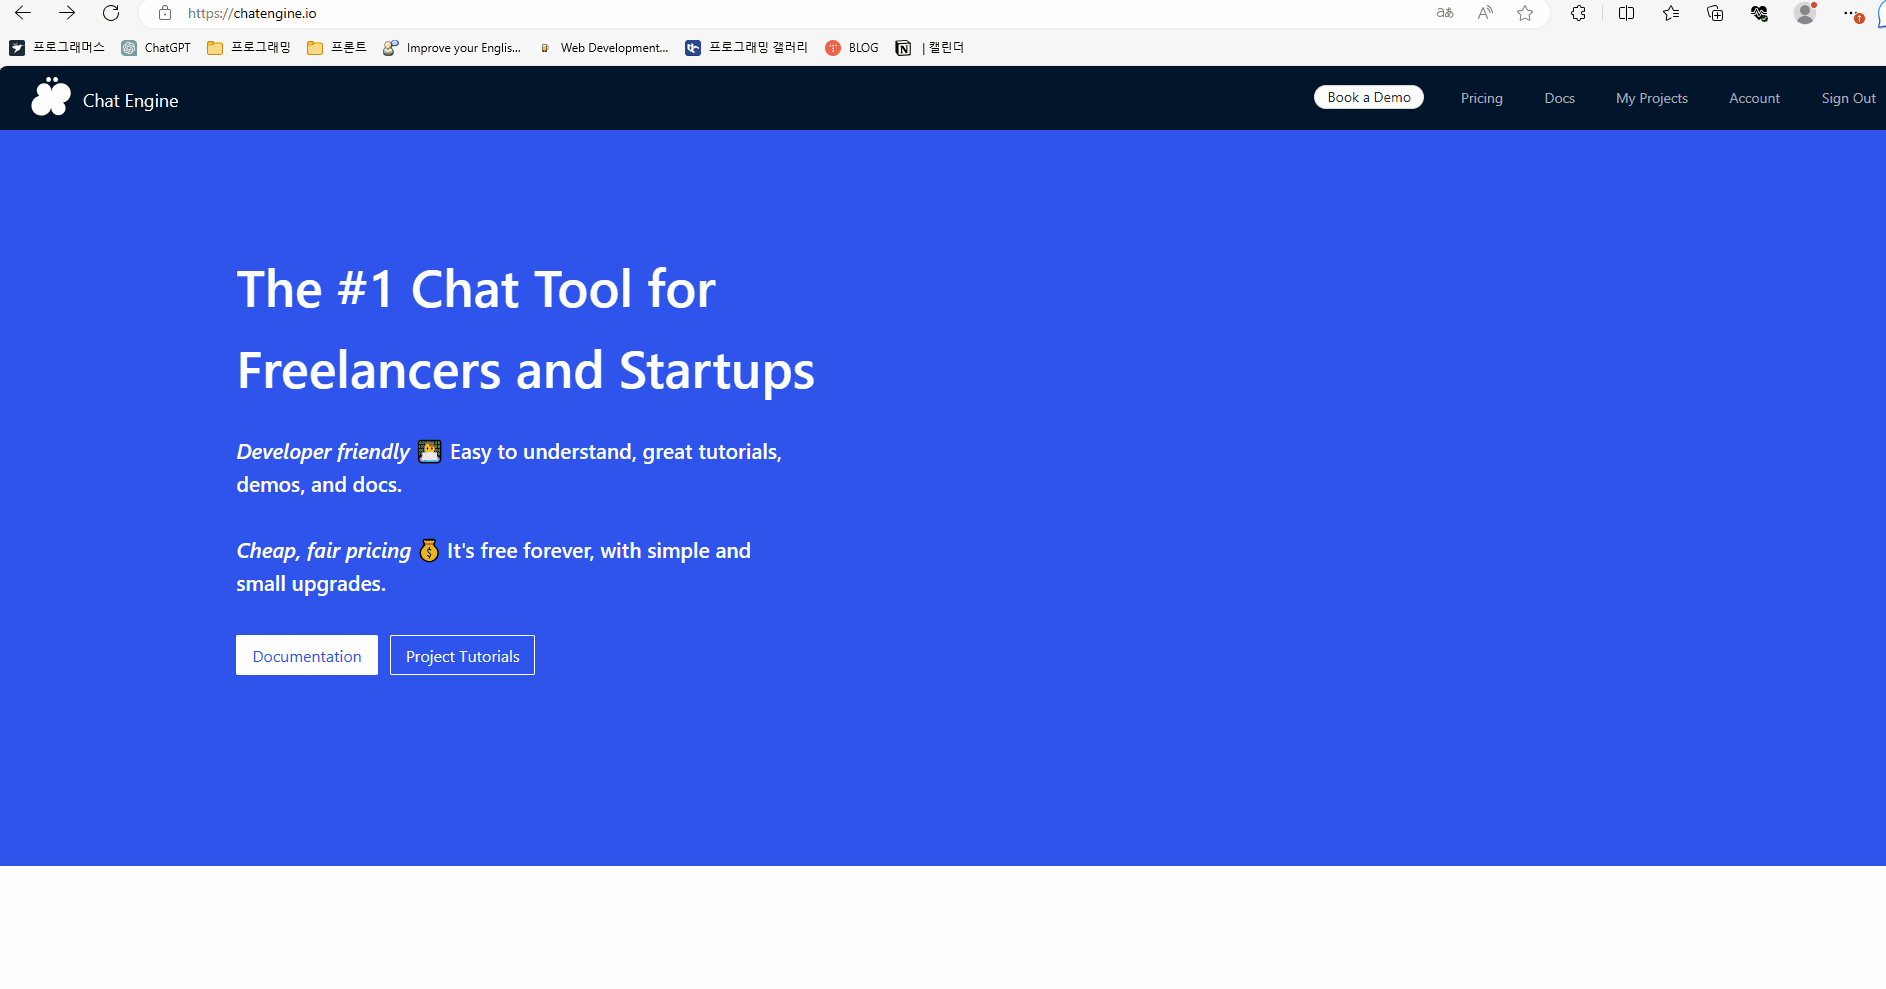 https://chatengine.io
프로그래머스 ChatGPT 프로그래밍 프론트 Improve your Englis... Web Development... 프로그래밍 갤러리 BLOG | 캘린더
Chat Engine Book a Demo Pricing Docs My Projects Account Sign Out
The #1 Chat Tool for
Freelancers and Startups
Developer friendly 🧑‍💻 Easy to understand, great tutorials,
demos, and docs.
Cheap, fair pricing 💰 It's free forever, with simple and
small upgrades.
Documentation Project Tutorials